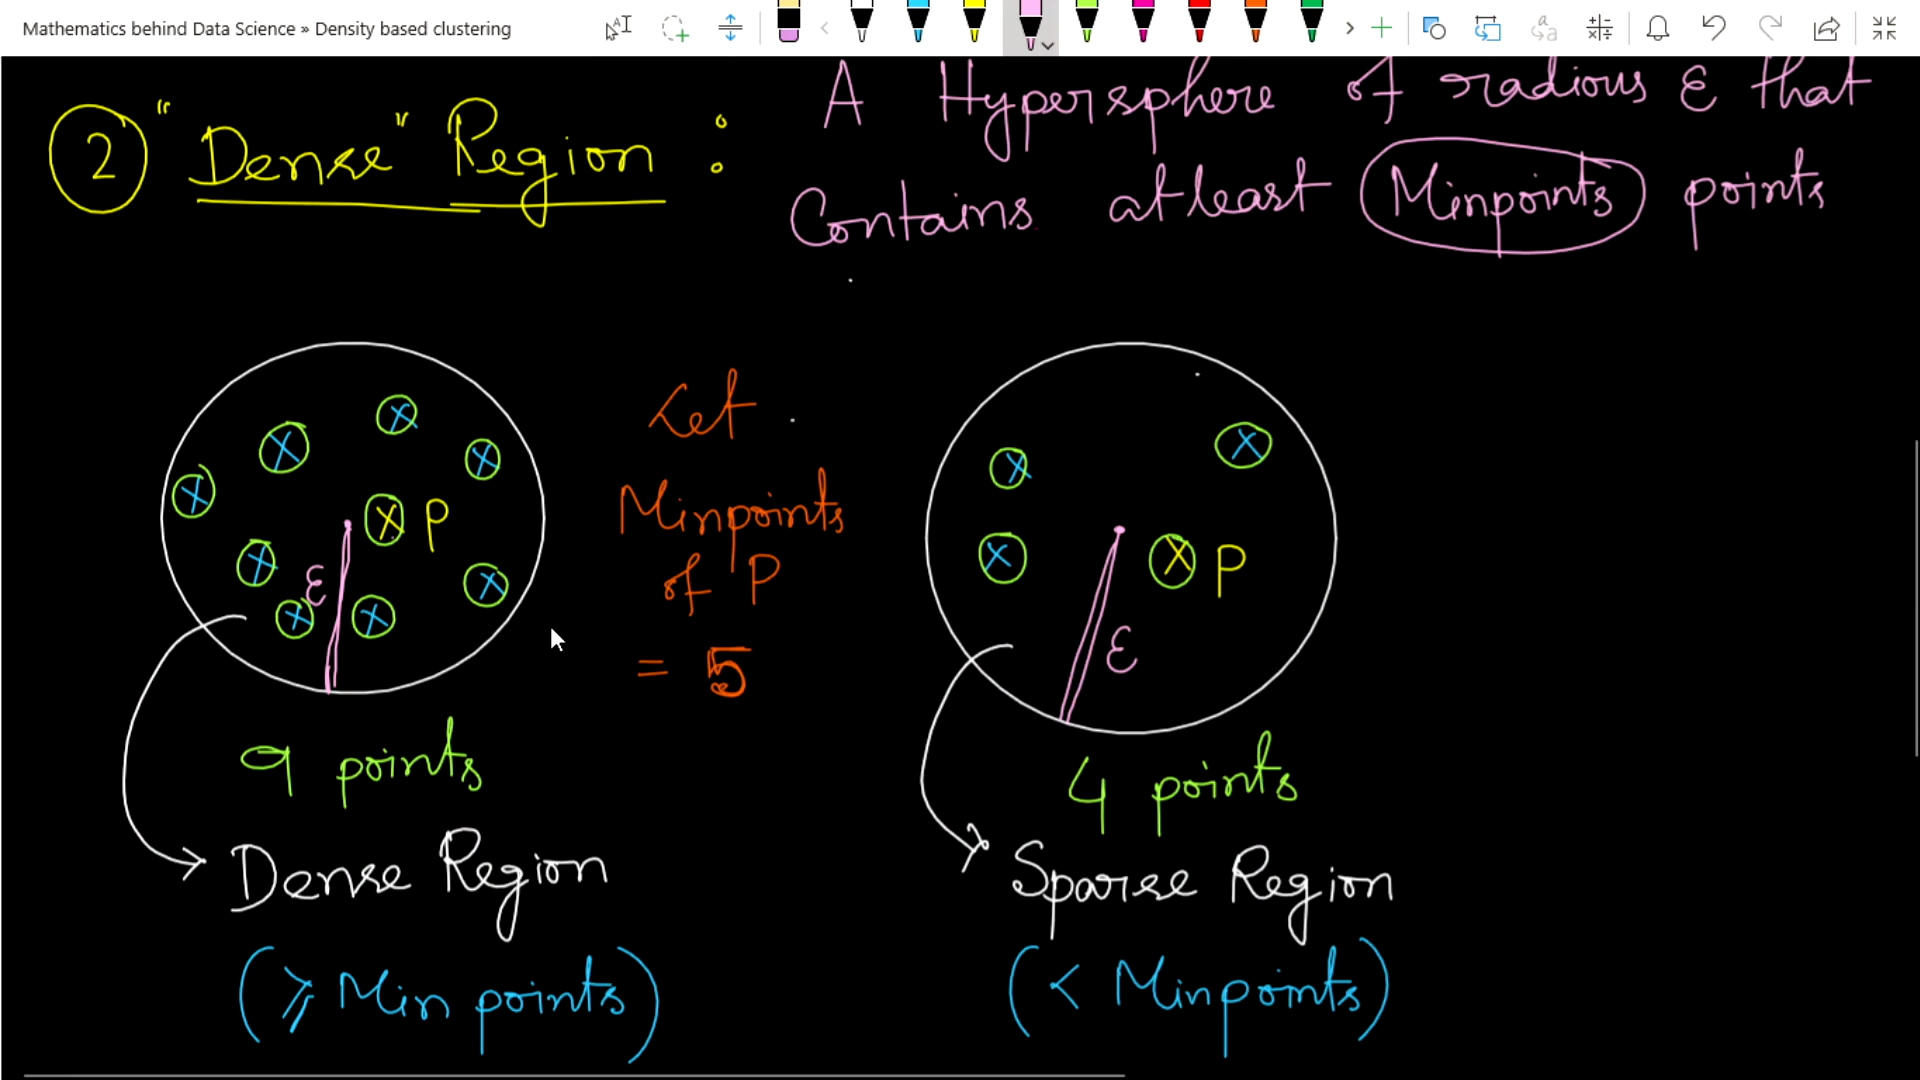 Mathematics behind Data Science » Density based clustering
② "Dense" Region :
A Hypersphere of radious ε that
Contains atleast Minpoints points
Let
Minpoints
of P
= 5
P
ε
9 points
Dense Region
(≥ Min points)
P
ε
4 points
Sparse Region
(< Minpoints)